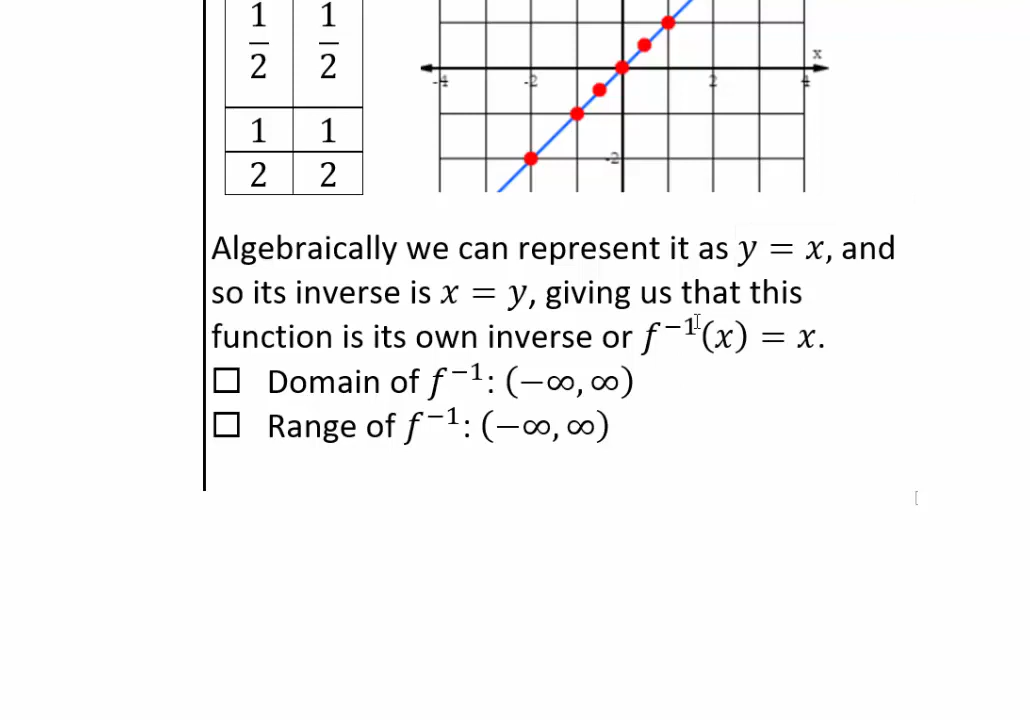 1/2 1/2
1 1
2 2
x
-4 -2 2 4
-2
Algebraically we can represent it as y = x, and
so its inverse is x = y, giving us that this
function is its own inverse or f⁻¹(x) = x.
☐ Domain of f⁻¹: (−∞, ∞)
☐ Range of f⁻¹: (−∞, ∞)